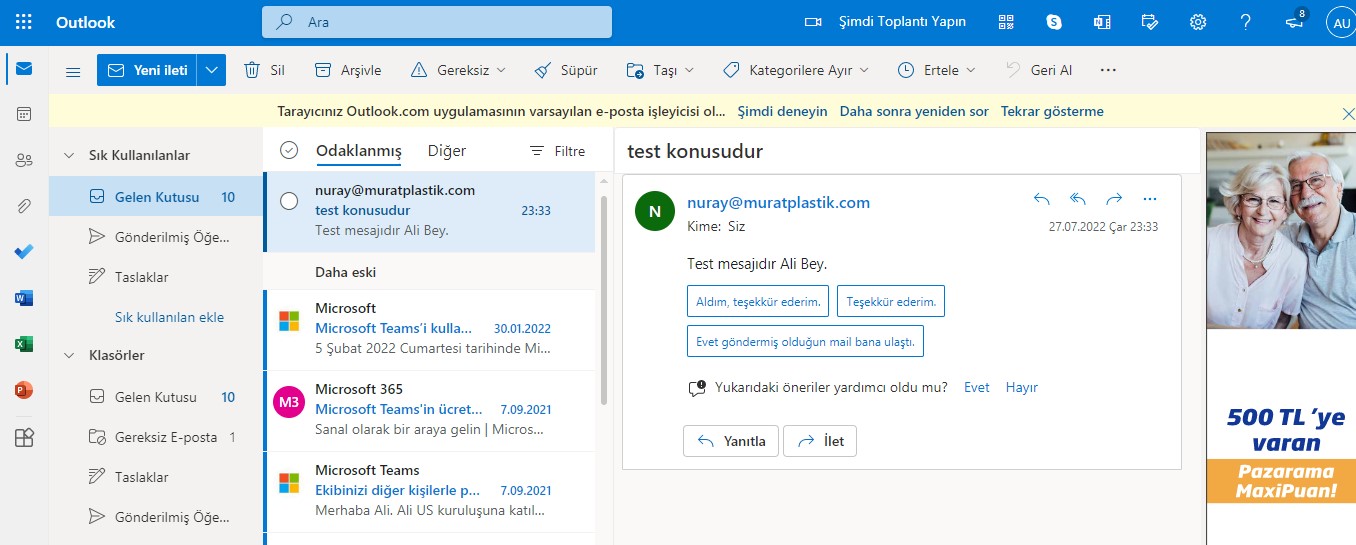 Outlook
Ara
Şimdi Toplantı Yapın
8
AU
Yeni ileti
Sil
Arşivle
Gereksiz
Süpür
Taşı
Kategorilere Ayır
Ertele
Geri Al
Tarayıcınız Outlook.com uygulamasının varsayılan e-posta işleyicisi ol... Şimdi deneyin Daha sonra yeniden sor Tekrar gösterme
Sık Kullanılanlar
Gelen Kutusu 10
Gönderilmiş Öğe...
Taslaklar
Sık kullanılan ekle
Klasörler
Gelen Kutusu 10
Gereksiz E-posta 1
Taslaklar
Gönderilmiş Öğe...
Odaklanmış Diğer Filtre
nuray@muratplastik.com
test konusudur 23:33
Test mesajıdır Ali Bey.
Daha eski
Microsoft
Microsoft Teams’i kulla... 30.01.2022
5 Şubat 2022 Cumartesi tarihinde Mi...
M3
Microsoft 365
Microsoft Teams'in ücret... 7.09.2021
Sanal olarak bir araya gelin | Micros...
Microsoft Teams
Ekibinizi diğer kişilerle p... 7.09.2021
Merhaba Ali. Ali US kuruluşuna katıl...
test konusudur
N
nuray@muratplastik.com
Kime: Siz
27.07.2022 Çar 23:33
Test mesajıdır Ali Bey.
Aldım, teşekkür ederim. Teşekkür ederim.
Evet göndermiş olduğun mail bana ulaştı.
Yukarıdaki öneriler yardımcı oldu mu? Evet Hayır
Yanıtla İlet
500 TL ’ye
varan
Pazarama
MaxiPuan!